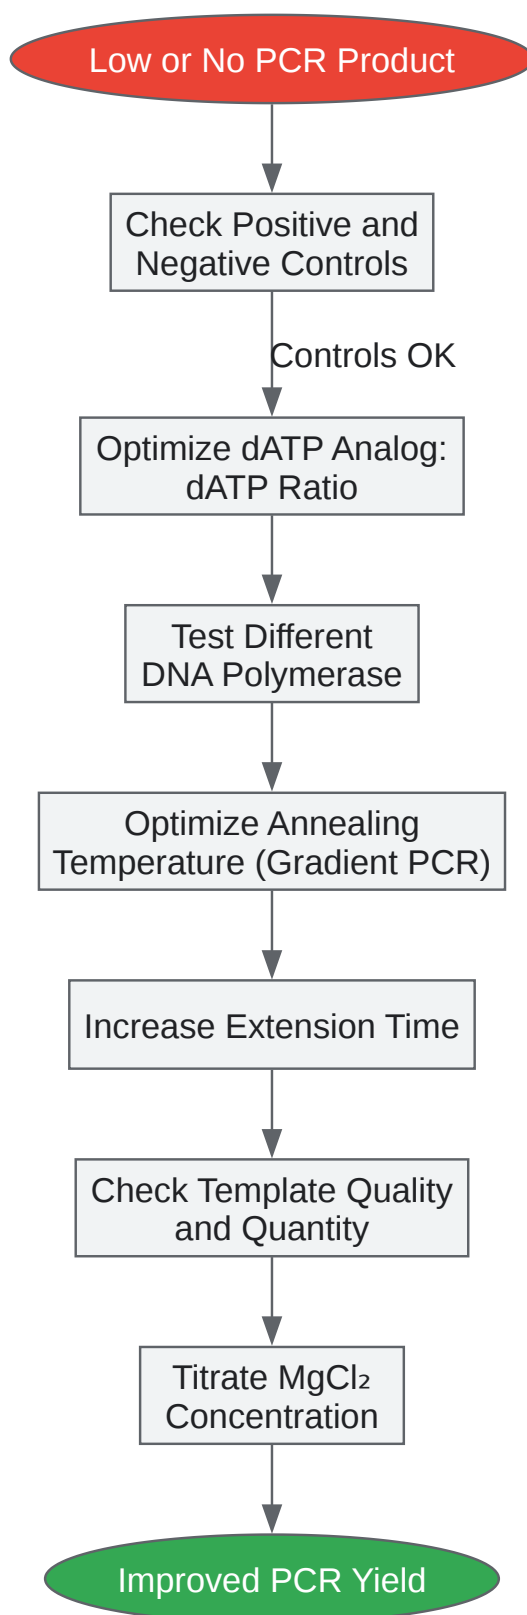 Low or No PCR Product
Check Positive and
Negative Controls
Controls OK
Optimize dATP Analog:
dATP Ratio
Test Different
DNA Polymerase
Optimize Annealing
Temperature (Gradient PCR)
Increase Extension Time
Check Template Quality
and Quantity
Titrate MgCl₂
Concentration
Improved PCR Yield